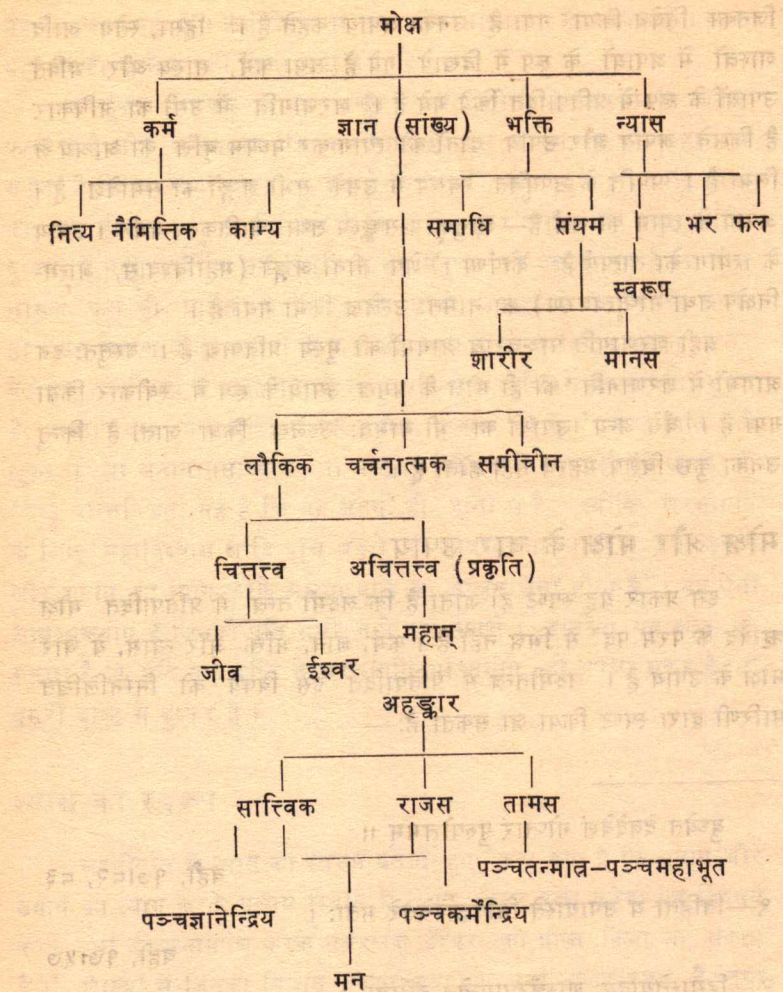 मोक्ष
कर्म ज्ञान (सांख्य) भक्ति न्यास
नित्य नैमित्तिक काम्य समाधि संयम भर फल
स्वरूप
शारीर मानस
लौकिक चर्चनात्मक समीचीन
चित्तत्त्व अचित्तत्त्व (प्रकृति)
जीव ईश्वर महान्
अहङ्कार
सात्त्विक राजस तामस
पञ्चतन्मात्र–पञ्चमहाभूत
पञ्चज्ञानेन्द्रिय पञ्चकर्मेन्द्रिय
मन